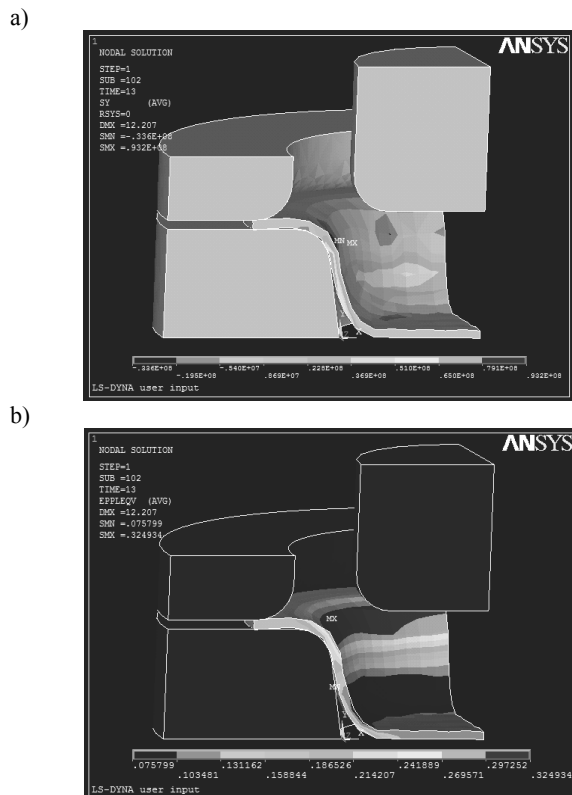 a)
1
ANSYS
NODAL SOLUTION
STEP=1
SUB =102
TIME=13
SY (AVG)
RSYS=0
DMX =12.207
SMN =-.336E+08
SMX =.932E+08
MN MX
Y
Z X
-.336E+08 -.195E+08 -.540E+07 .869E+07 .228E+08 .369E+08 .510E+08 .650E+08 .791E+08 .932E+08
LS-DYNA user input
b)
1
ANSYS
NODAL SOLUTION
STEP=1
SUB =102
TIME=13
EPPLEQV (AVG)
DMX =12.207
SMN =.075799
SMX =.324934
MX
MN
Y
Z X
.075799 .131162 .186526 .241889 .297252
.103481 .158844 .214207 .269571 .324934
LS-DYNA user input